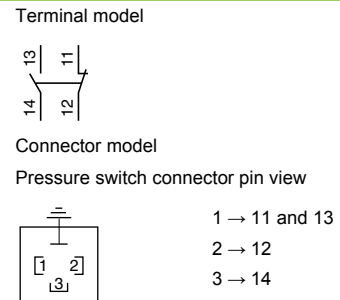 Terminal model
13 11
14 12
Connector model
Pressure switch connector pin view
1 → 11 and 13
1 2
2 → 12
3
3 → 14